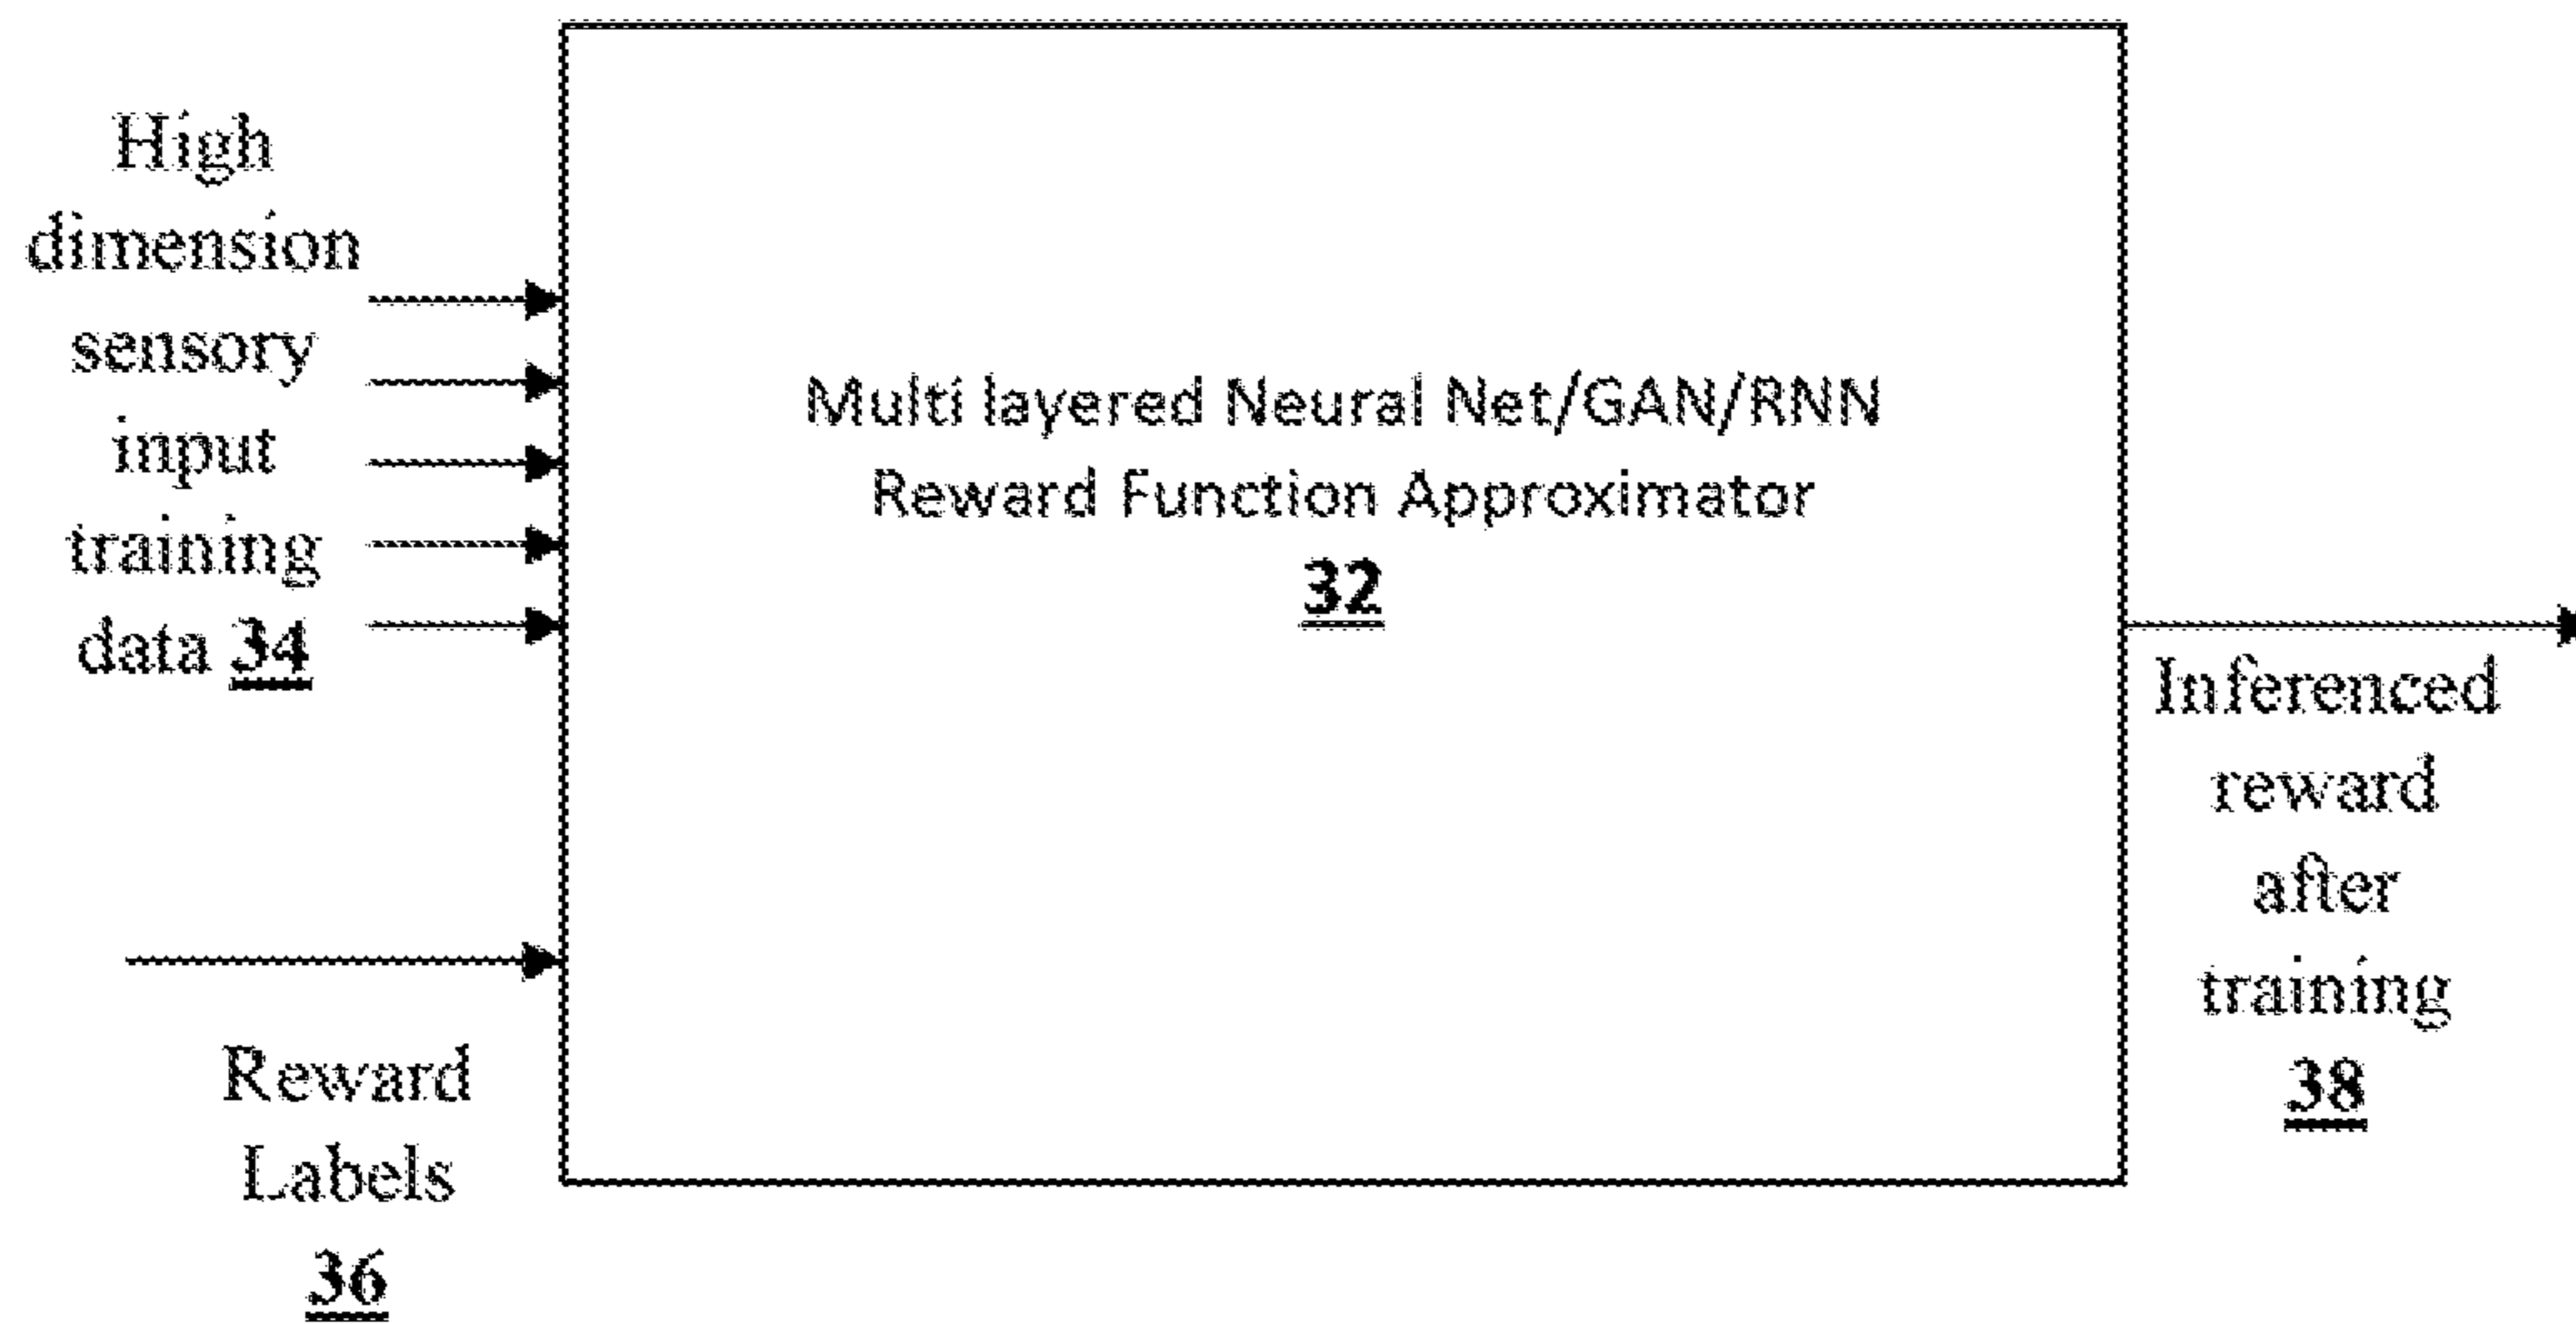 High
dimension
sensory
input
training
data 34
Multi layered Neural Net/GAN/RNN
Reward Function Approximator
32
Reward
Labels
36
Inferenced
reward
after
training
38